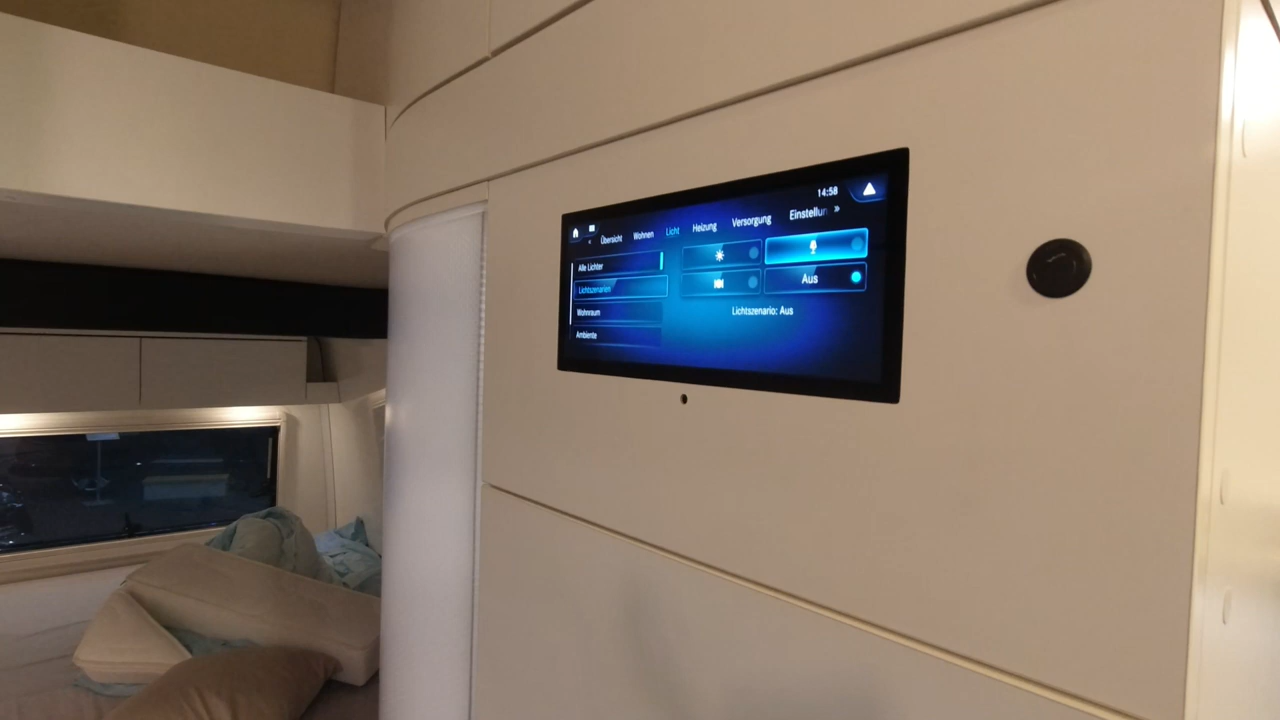 14:58
Übersicht Wohnen Licht Heizung Versorgung Einstellun
Alle Lichter
Lichtszenarien
Aus
Wohnraum
Lichtszenario: Aus
Ambiente